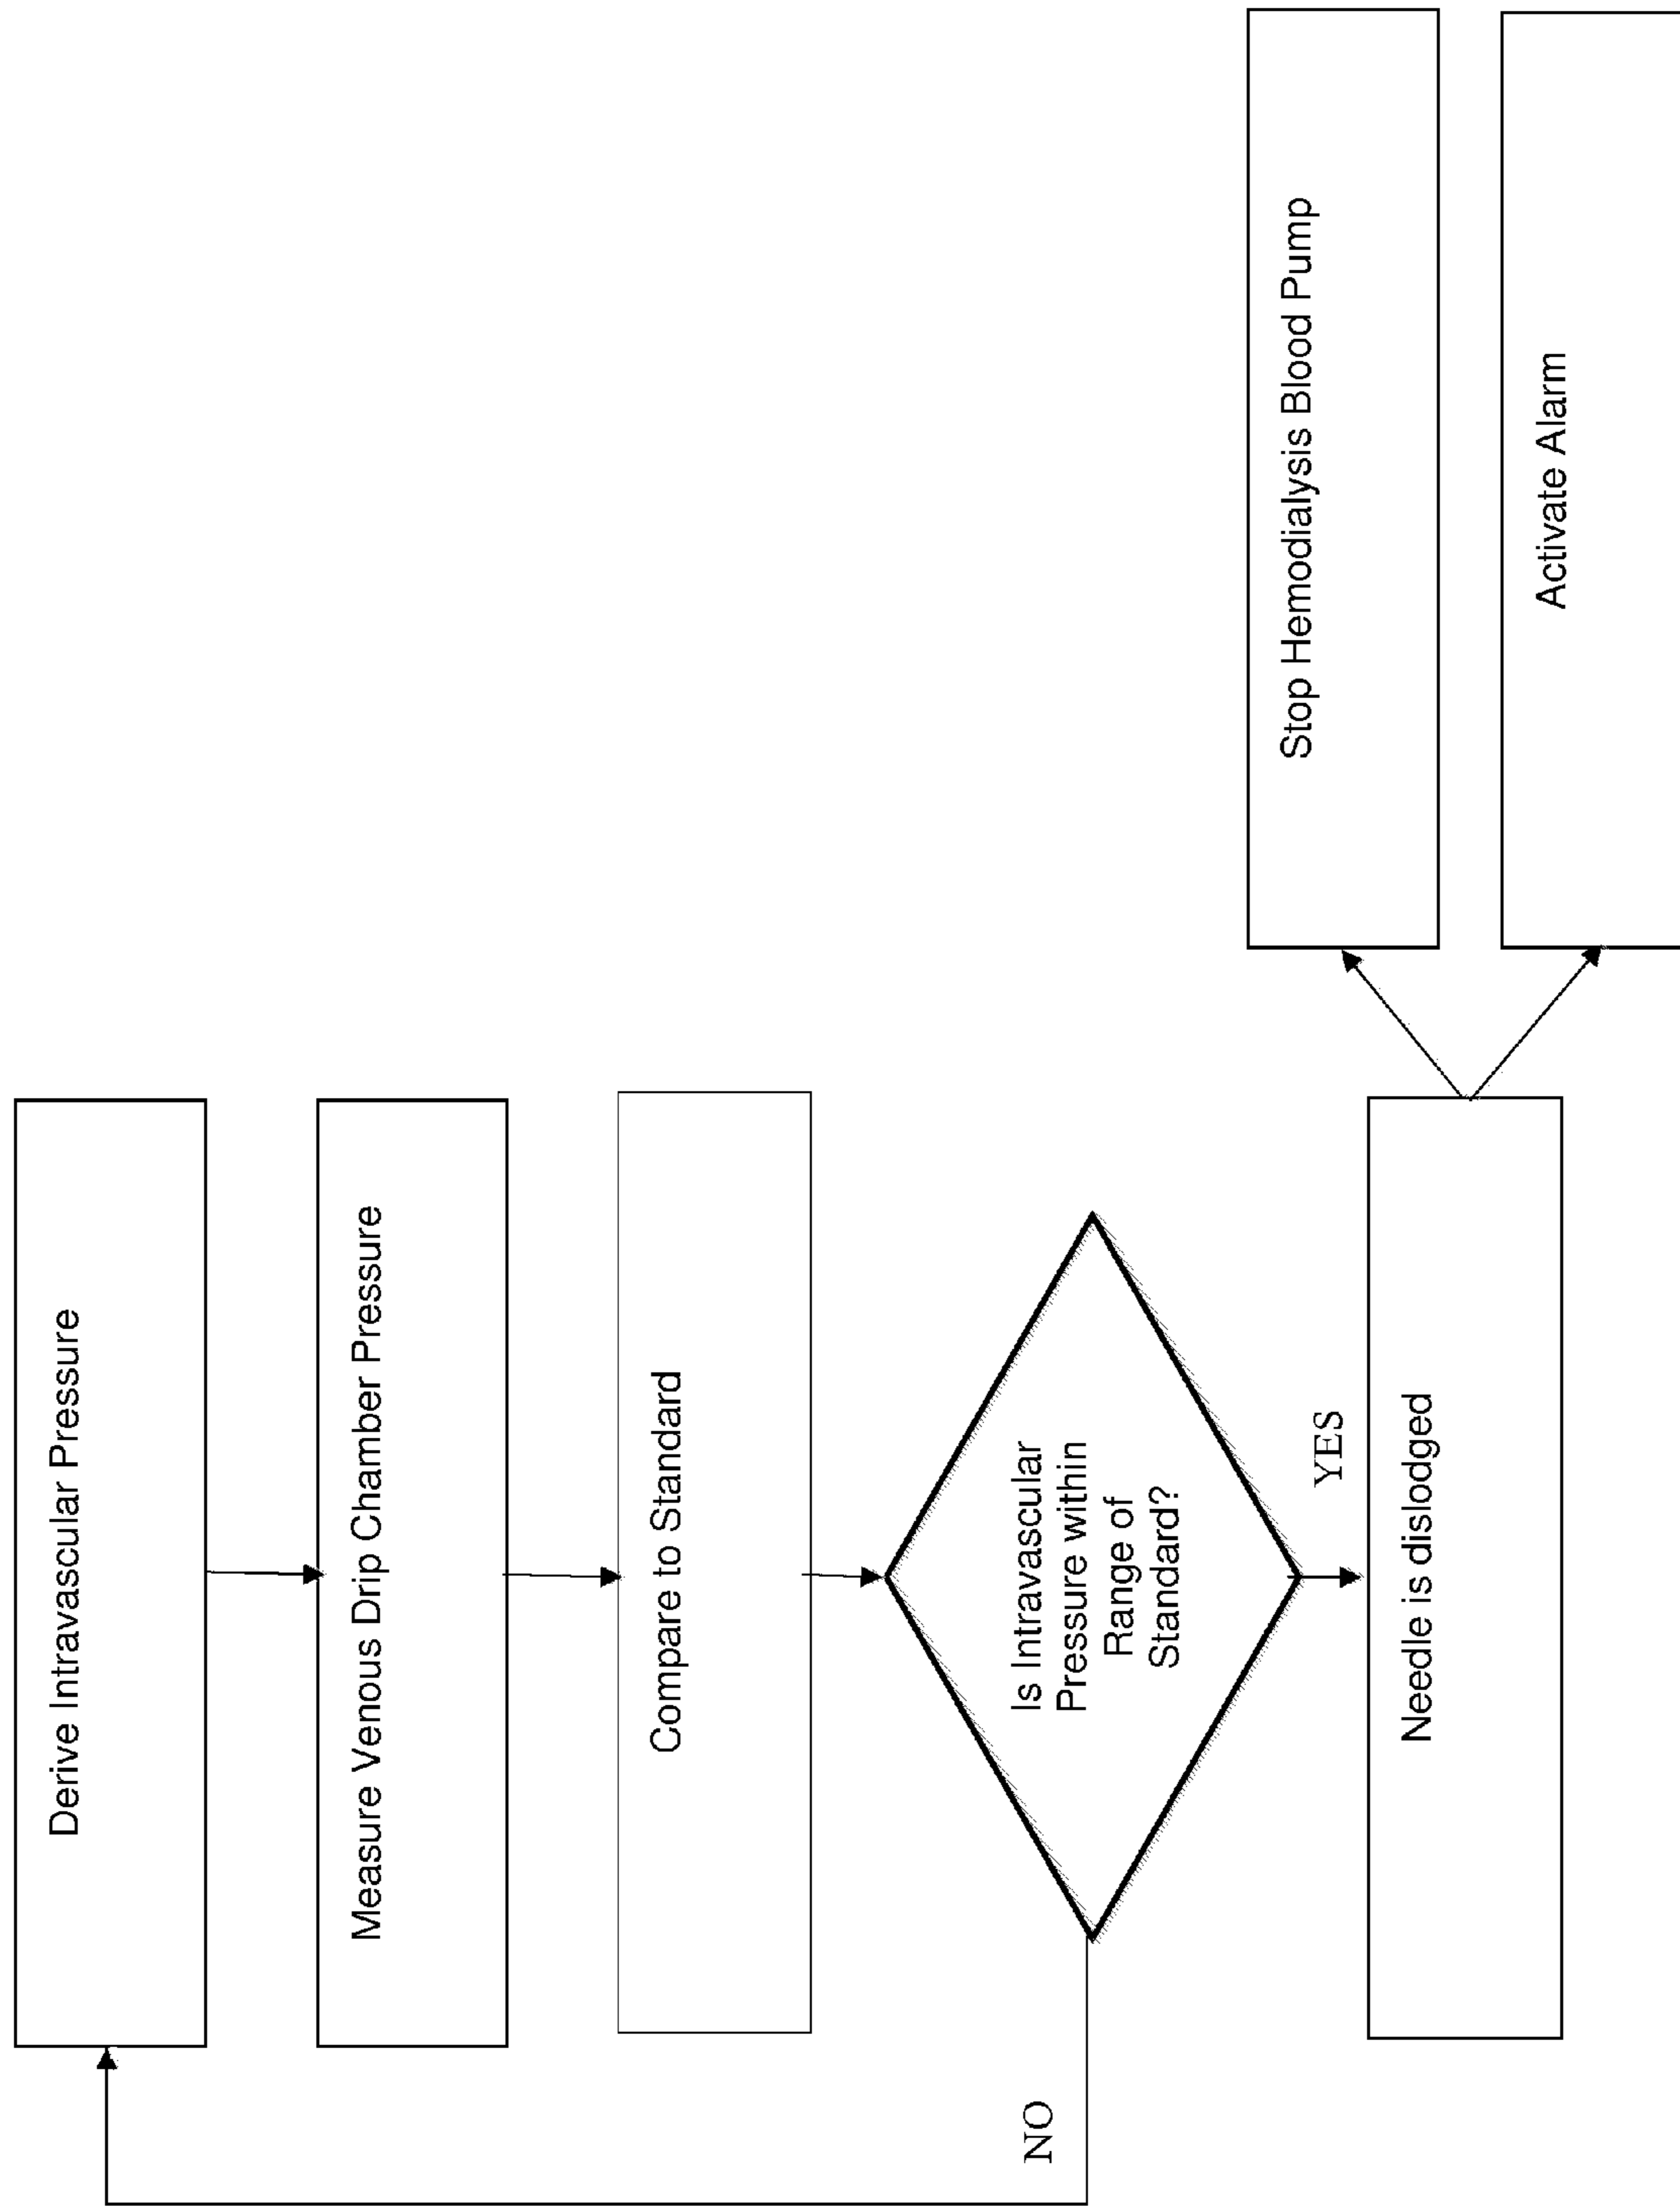 Derive Intravascular Pressure
Measure Venous Drip Chamber Pressure
Compare to Standard
Is Intravascular
Pressure within
Range of
Standard?
NO
YES
Needle is dislodged
Stop Hemodialysis Blood Pump
Activate Alarm